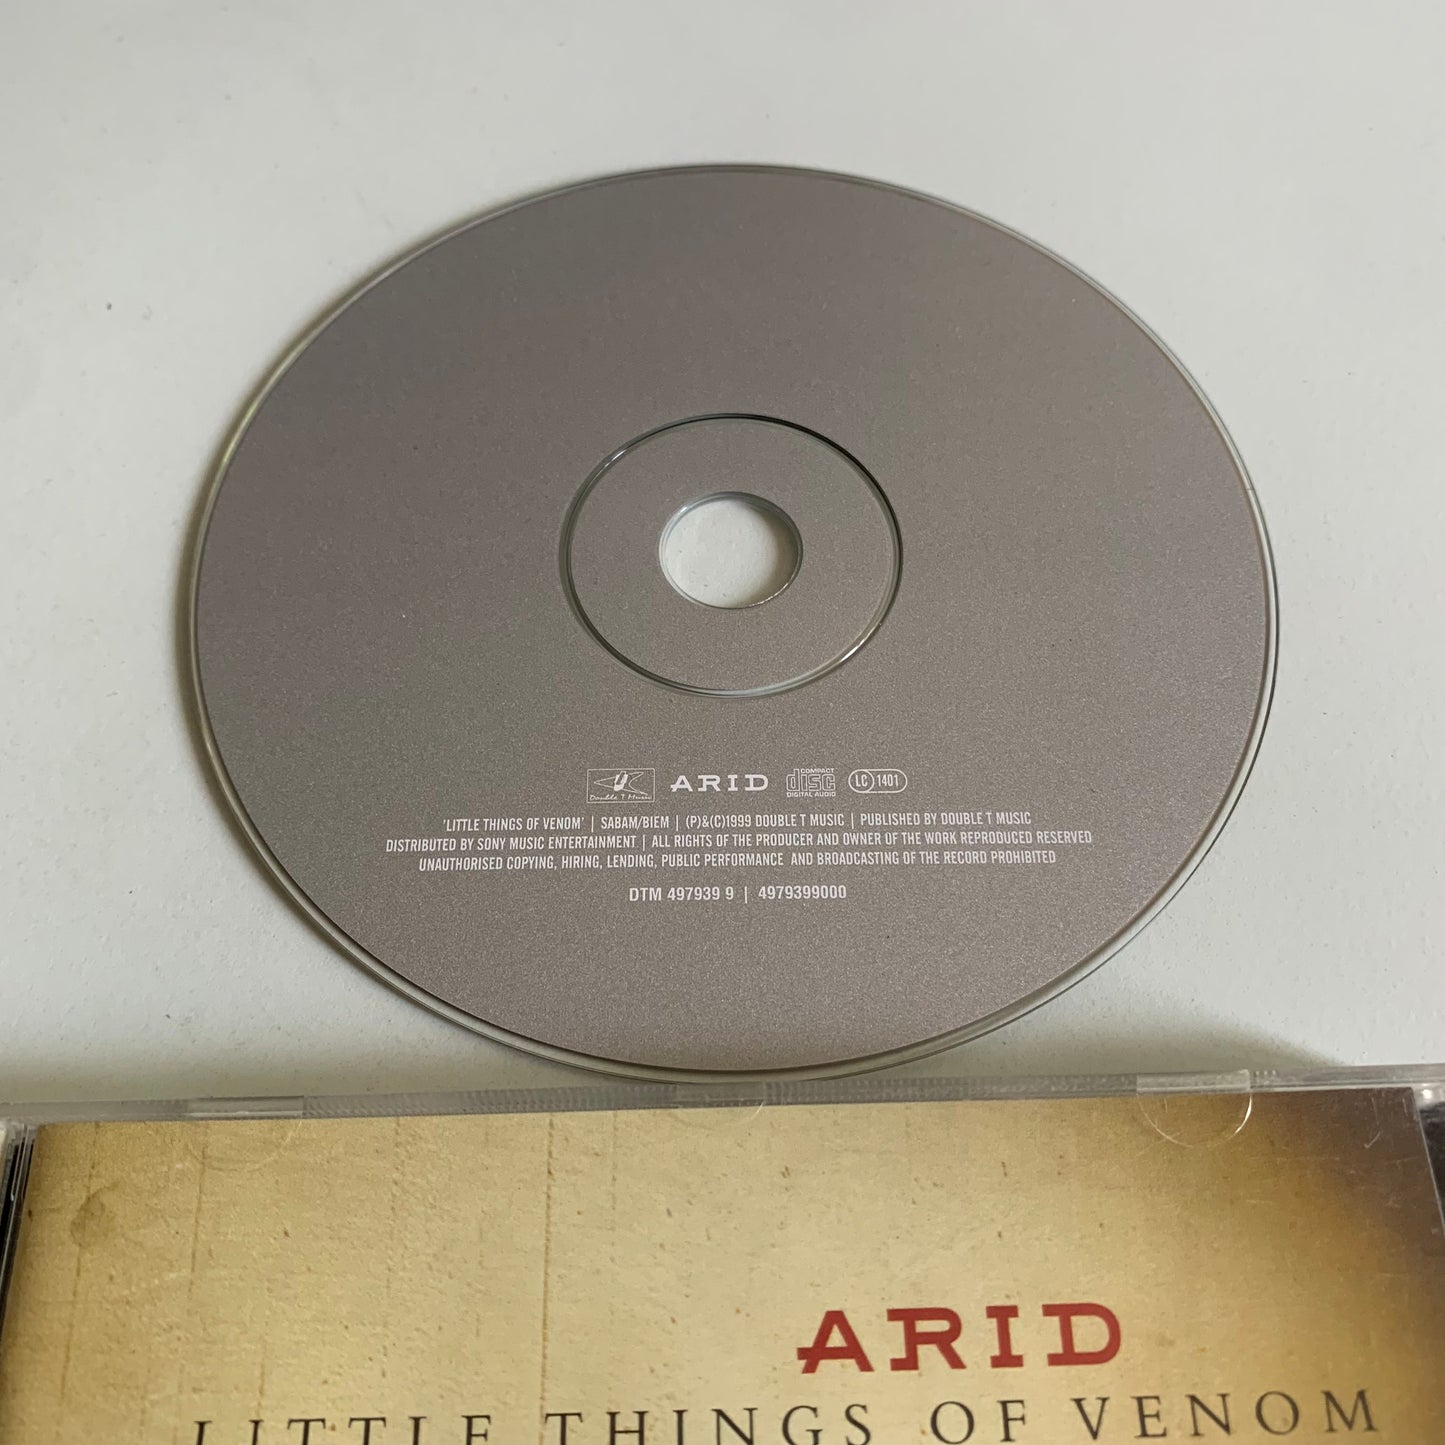 Double T Music ARID COMPACT disc DIGITAL AUDIO LC 1401
'LITTLE THINGS OF VENOM' | SABAM/BIEM | (P)&(C)1999 DOUBLE T MUSIC | PUBLISHED BY DOUBLE T MUSIC
DISTRIBUTED BY SONY MUSIC ENTERTAINMENT | ALL RIGHTS OF THE PRODUCER AND OWNER OF THE WORK REPRODUCED RESERVED
UNAUTHORISED COPYING, HIRING, LENDING, PUBLIC PERFORMANCE AND BROADCASTING OF THE RECORD PROHIBITED
DTM 497939 9 | 4979399000
ARID
LITTLE THINGS OF VENOM